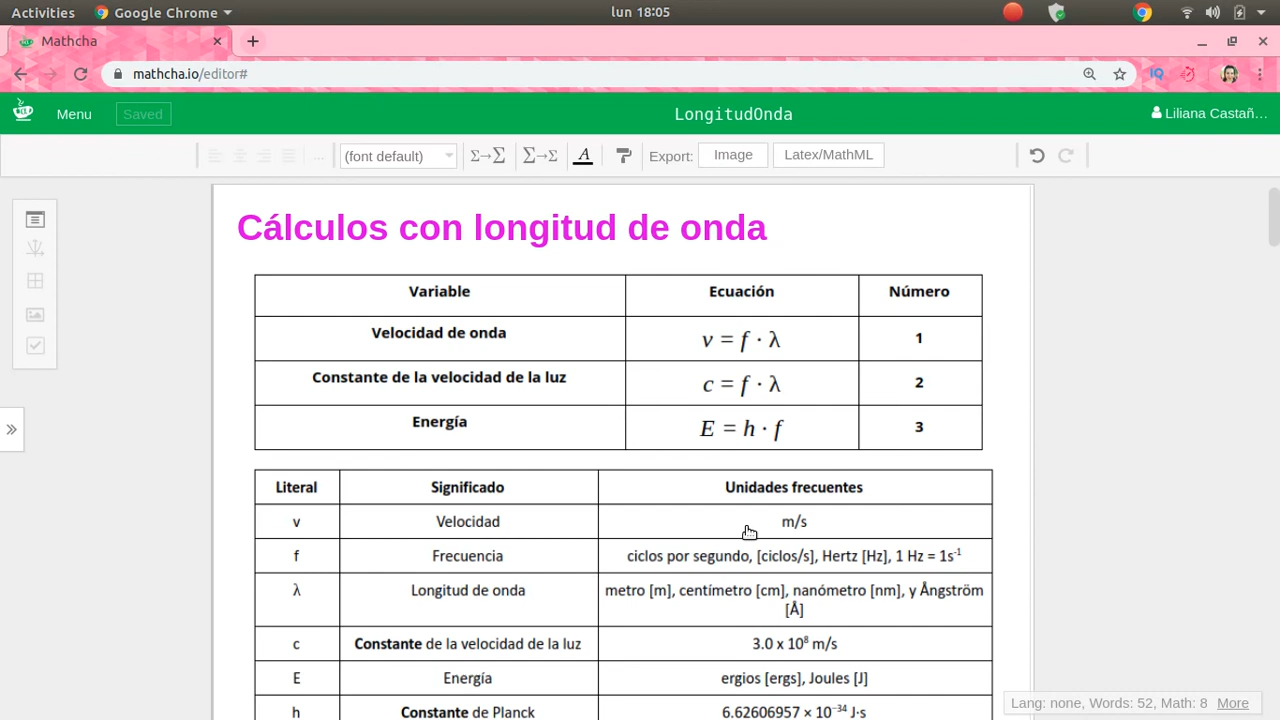 Activities Google Chrome lun 18:05
Mathcha
mathcha.io/editor# IQ
Menu Saved LongitudOnda Liliana Castañ...
... (font default) Σ→Σ Σ→Σ A Export: Image Latex/MathML
Cálculos con longitud de onda
Variable Ecuación Número
Velocidad de onda v = f · λ 1
Constante de la velocidad de la luz c = f · λ 2
Energía E = h · f 3
Literal Significado Unidades frecuentes
v Velocidad m/s
f Frecuencia ciclos por segundo, [ciclos/s], Hertz [Hz], 1 Hz = 1s⁻¹
λ Longitud de onda metro [m], centímetro [cm], nanómetro [nm], y Ångström
[Å]
c Constante de la velocidad de la luz 3.0 x 10⁸ m/s
E Energía ergios [ergs], Joules [J]
h Constante de Planck 6.62606957 × 10⁻³⁴ J·s
Lang: none, Words: 52, Math: 8 More